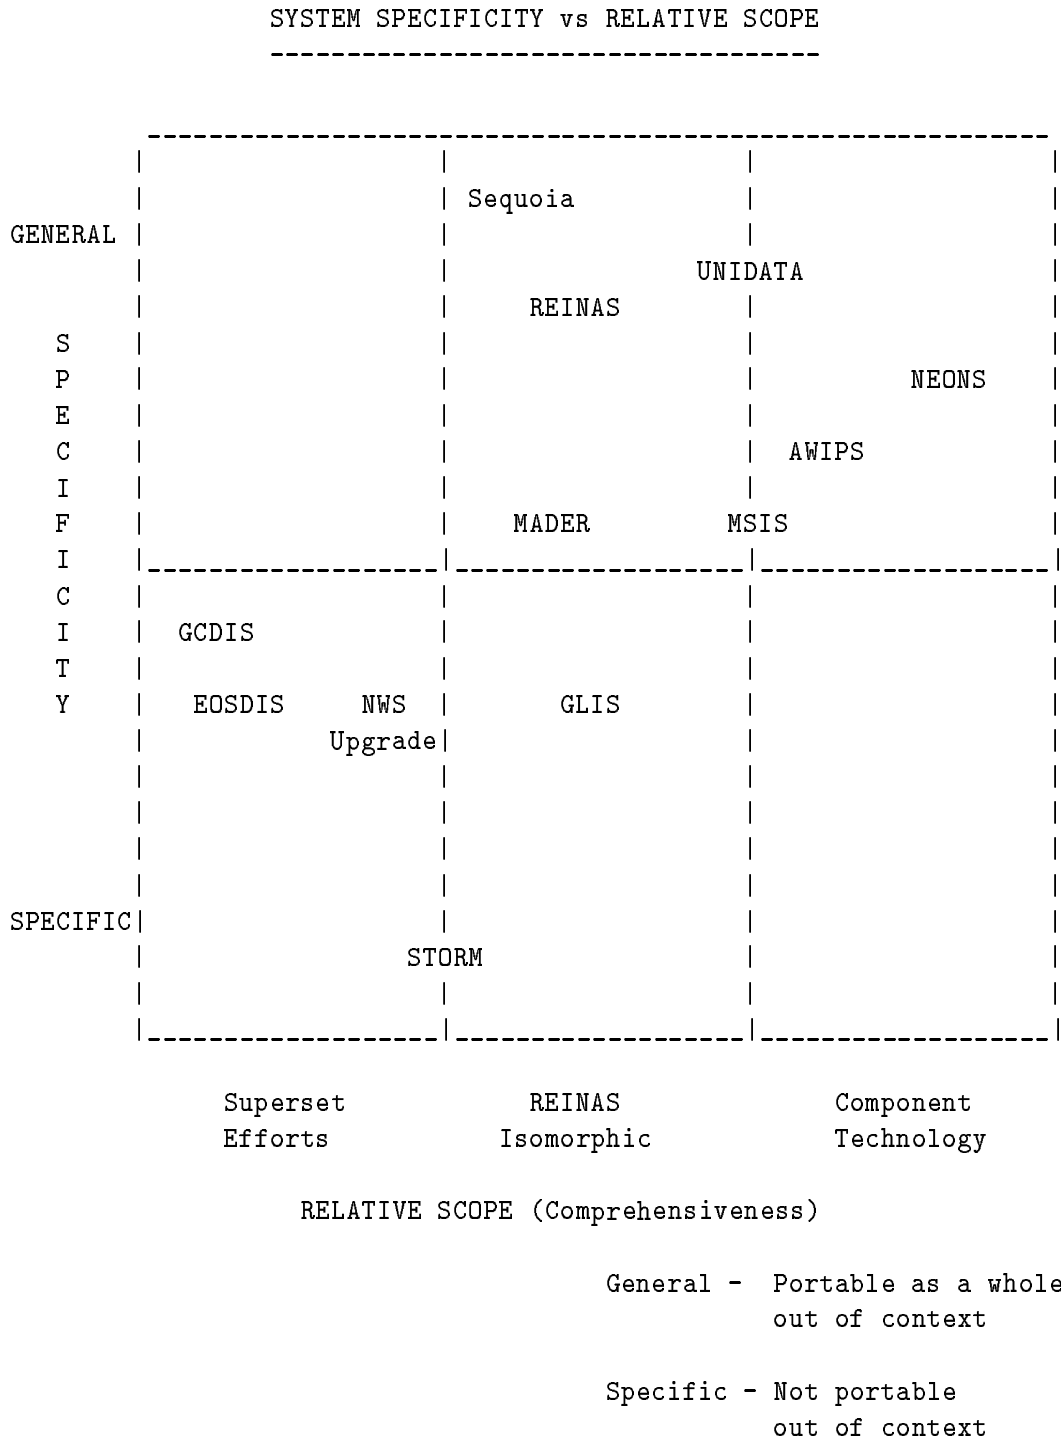 SYSTEM SPECIFICITY vs RELATIVE SCOPE
Sequoia
GENERAL
UNIDATA
REINAS
S
P NEONS
E
C AWIPS
I
F MADER MSIS
I
C
I GCDIS
T
Y EOSDIS NWS GLIS
Upgrade
SPECIFIC
STORM
Superset REINAS Component
Efforts Isomorphic Technology
RELATIVE SCOPE (Comprehensiveness)
General - Portable as a whole
out of context
Specific - Not portable
out of context